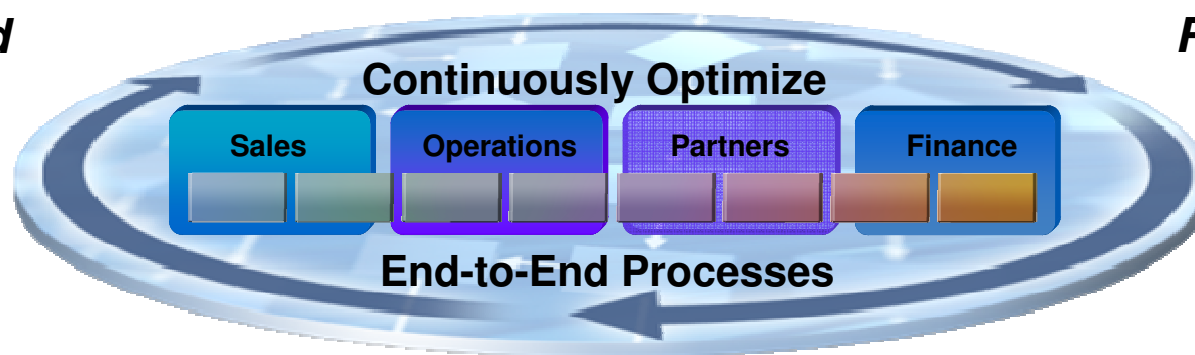 Continuously Optimize
Sales Operations Partners Finance
End-to-End Processes